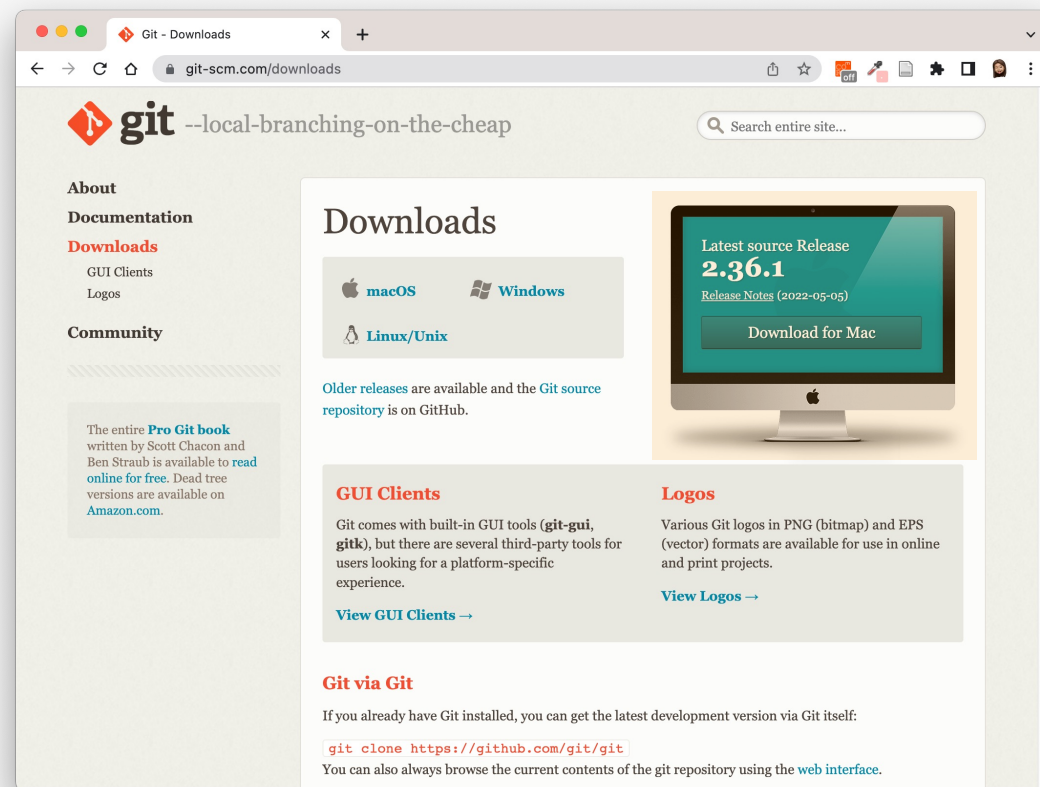 Git - Downloads
git-scm.com/downloads
off
git --local-branching-on-the-cheap
Search entire site...
About
Documentation
Downloads
GUI Clients
Logos
Community
The entire Pro Git book
written by Scott Chacon and
Ben Straub is available to read
online for free. Dead tree
versions are available on
Amazon.com.
Downloads
macOS
Windows
Linux/Unix
Older releases are available and the Git source
repository is on GitHub.
Latest source Release
2.36.1
Release Notes (2022-05-05)
Download for Mac
GUI Clients
Git comes with built-in GUI tools (git-gui,
gitk), but there are several third-party tools for
users looking for a platform-specific
experience.
View GUI Clients →
Logos
Various Git logos in PNG (bitmap) and EPS
(vector) formats are available for use in online
and print projects.
View Logos →
Git via Git
If you already have Git installed, you can get the latest development version via Git itself:
git clone https://github.com/git/git
You can also always browse the current contents of the git repository using the web interface.